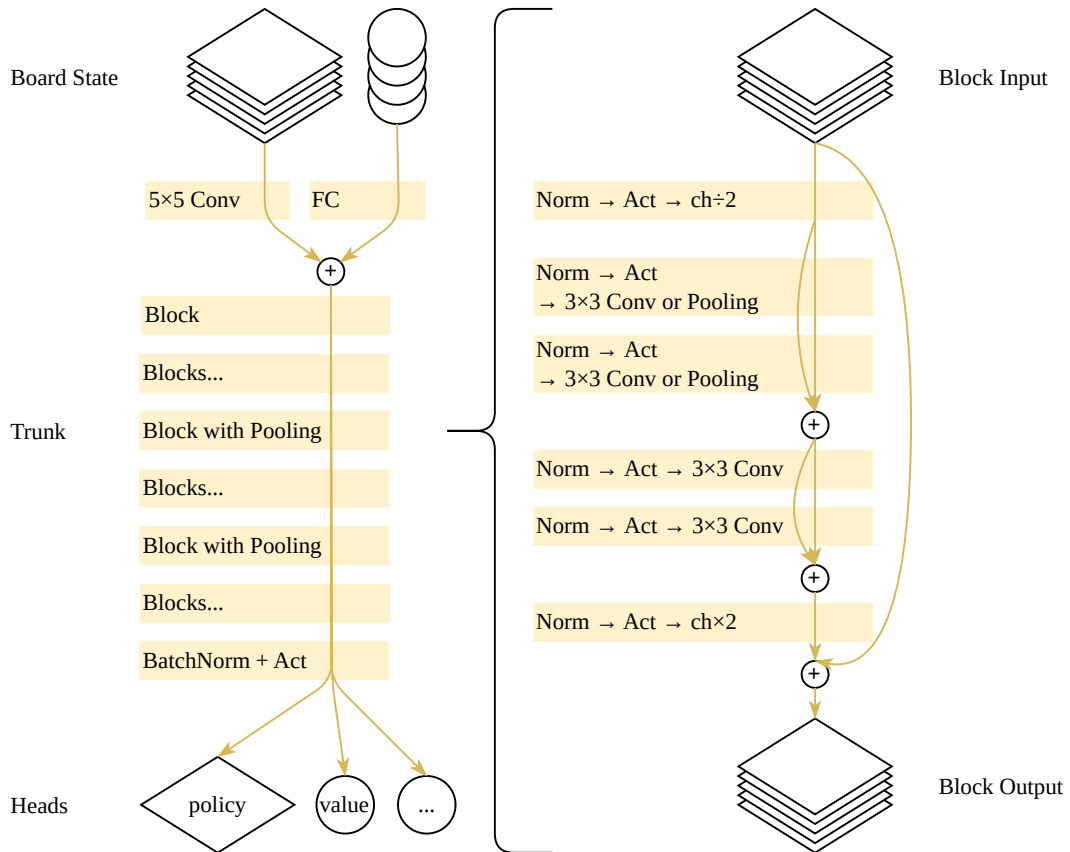 Board State
5×5 Conv
FC
+
Block
Blocks...
Block with Pooling
Trunk
Blocks...
Block with Pooling
Blocks...
BatchNorm + Act
Heads
policy
value
...
Block Input
Norm → Act → ch÷2
Norm → Act
→ 3×3 Conv or Pooling
Norm → Act
→ 3×3 Conv or Pooling
+
Norm → Act → 3×3 Conv
Norm → Act → 3×3 Conv
+
Norm → Act → ch×2
+
Block Output